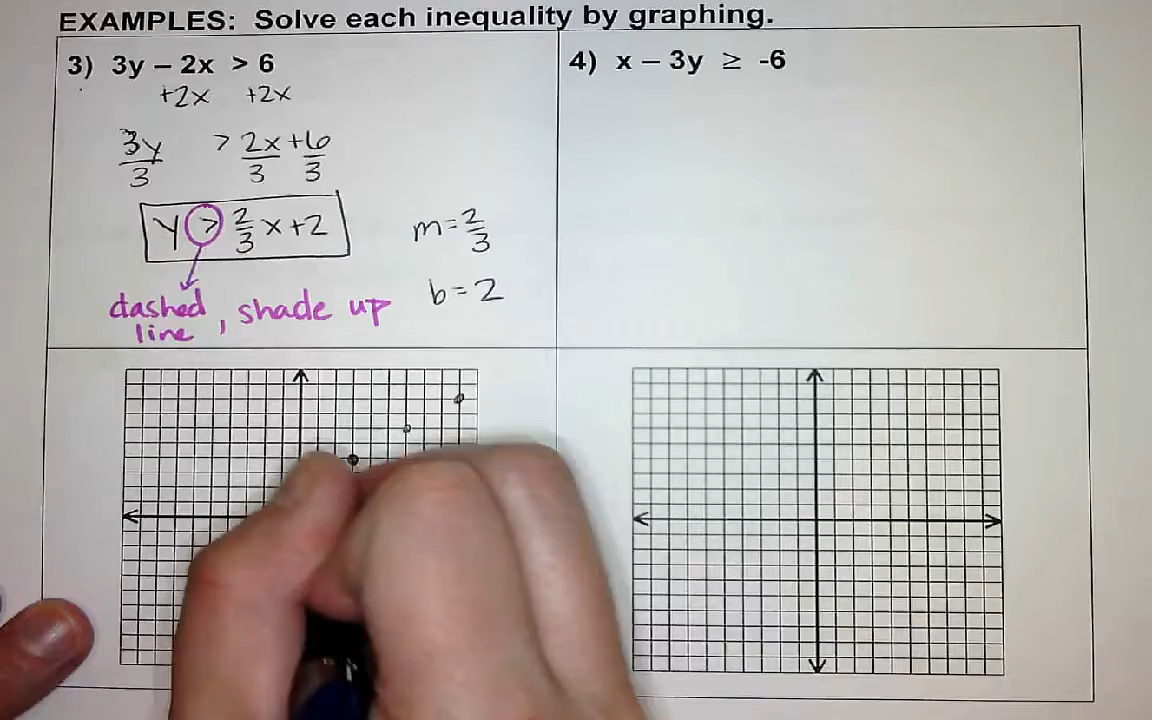 EXAMPLES: Solve each inequality by graphing.
3) 3y – 2x > 6
+2x +2x
3y/3 > 2x/3 + 6/3
y > 2/3 x + 2
m = 2/3
b = 2
dashed line, shade up
4) x – 3y ≥ -6